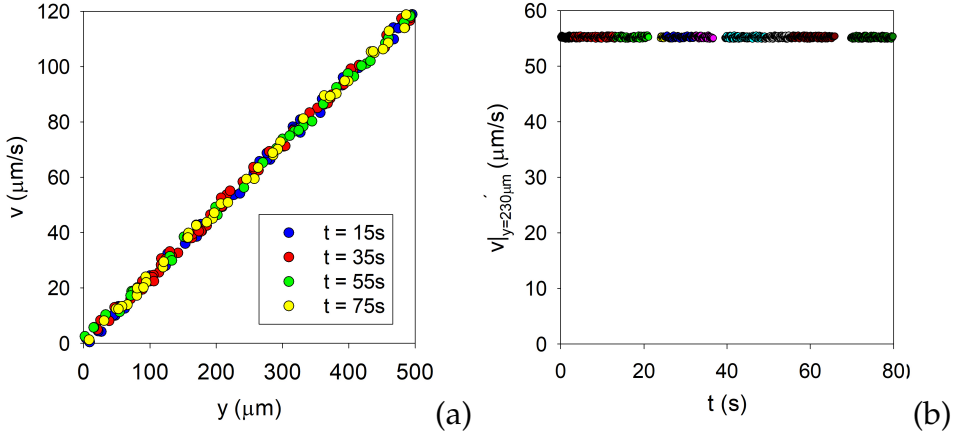 120
100
80
60
40
20
0
v (μm/s)
0 100 200 300 400 500
y (μm)
t = 15s
t = 35s
t = 55s
t = 75s
(a)
60
50
40
30
20
10
0
v|y=230μm′ (μm/s)
0 20 40 60 80)
t (s)
(b)